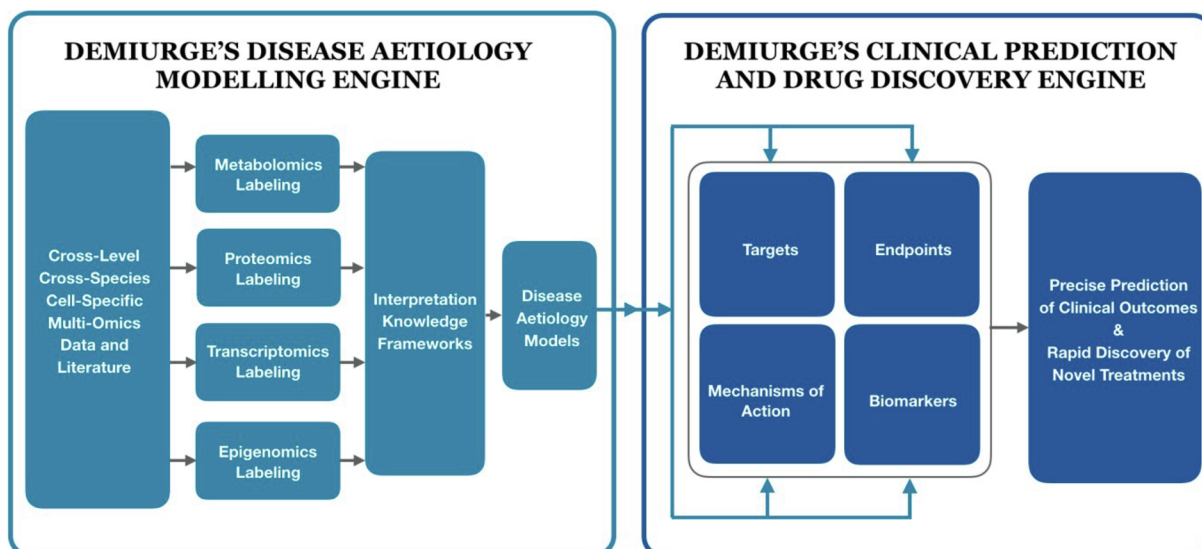 DEMIURGE'S DISEASE AETIOLOGY
MODELLING ENGINE
Cross-Level
Cross-Species
Cell-Specific
Multi-Omics
Data and
Literature
Metabolomics
Labeling
Proteomics
Labeling
Transcriptomics
Labeling
Epigenomics
Labeling
Interpretation
Knowledge
Frameworks
Disease
Aetiology
Models
DEMIURGE'S CLINICAL PREDICTION
AND DRUG DISCOVERY ENGINE
Targets
Endpoints
Mechanisms of
Action
Biomarkers
Precise Prediction
of Clinical Outcomes
&
Rapid Discovery of
Novel Treatments